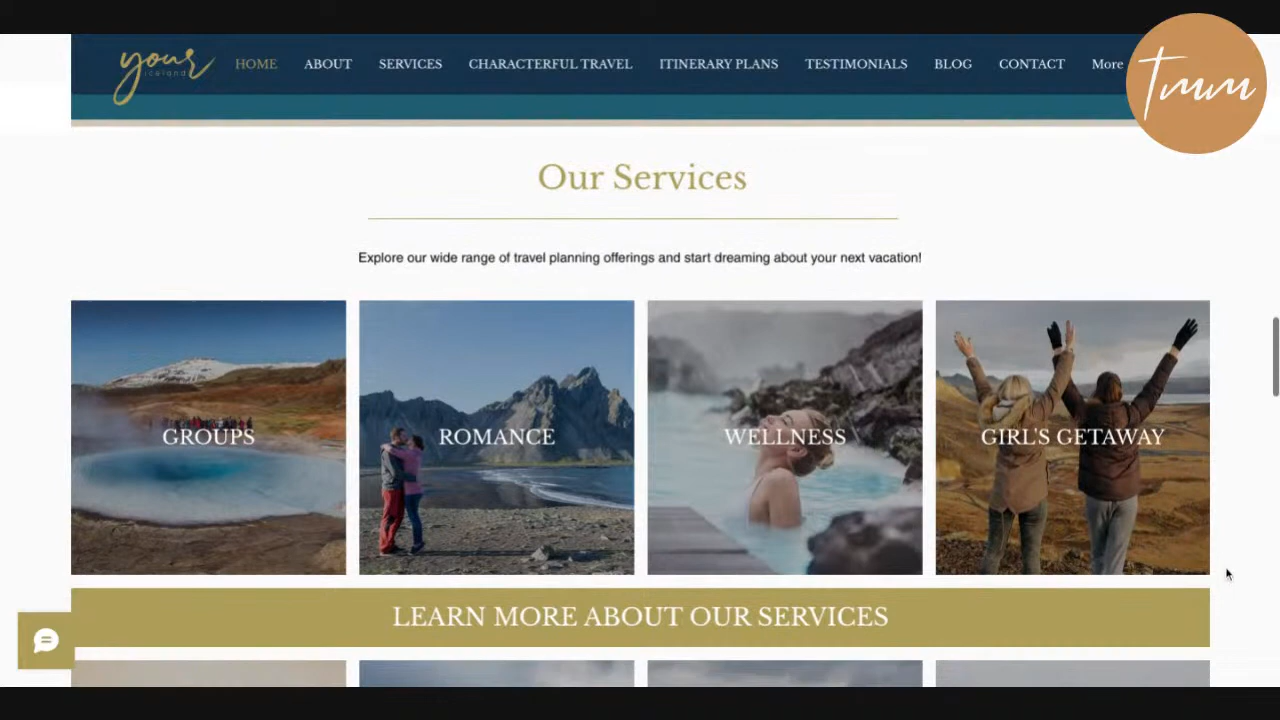 your
iceland
HOME
ABOUT
SERVICES
CHARACTERFUL TRAVEL
ITINERARY PLANS
TESTIMONIALS
BLOG
CONTACT
More
Tmm
Our Services
Explore our wide range of travel planning offerings and start dreaming about your next vacation!
GROUPS
ROMANCE
WELLNESS
GIRL'S GETAWAY
LEARN MORE ABOUT OUR SERVICES